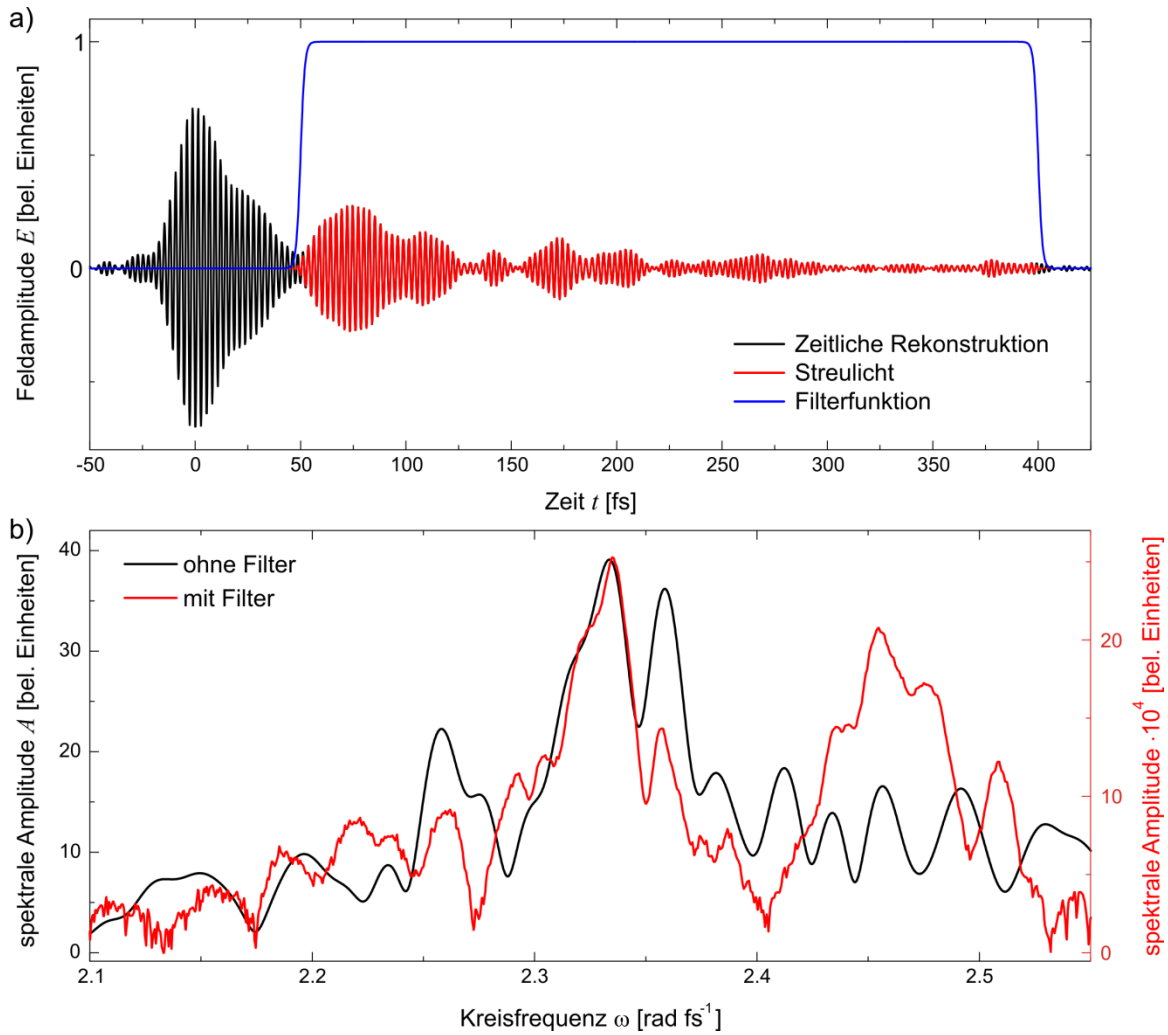 a)
Feldamplitude E [bel. Einheiten]
1
0
Zeitliche Rekonstruktion
Streulicht
Filterfunktion
-50 0 50 100 150 200 250 300 350 400
Zeit t [fs]
b)
spektrale Amplitude A [bel. Einheiten]
40
30
20
10
0
ohne Filter
mit Filter
20
10
0
spektrale Amplitude ·10⁴ [bel. Einheiten]
2.1 2.2 2.3 2.4 2.5
Kreisfrequenz ω [rad fs⁻¹]